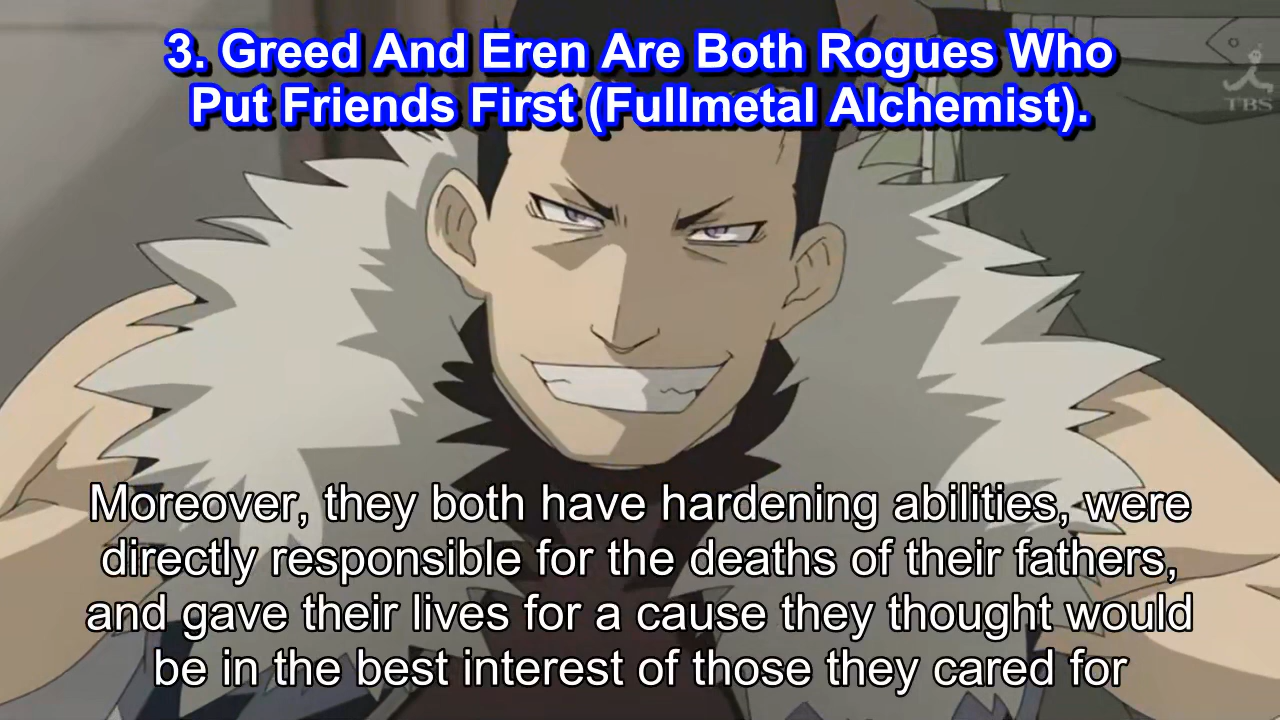 3. Greed And Eren Are Both Rogues Who
Put Friends First (Fullmetal Alchemist).
TBS
Moreover, they both have hardening abilities, were
directly responsible for the deaths of their fathers,
and gave their lives for a cause they thought would
be in the best interest of those they cared for